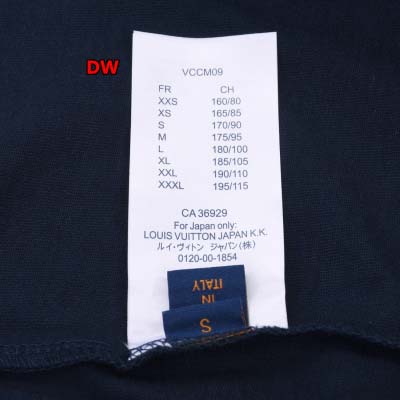 DW
VCCM09
FR CH
XXS 160/80
XS 165/85
S 170/90
M 175/95
L 180/100
XL 185/105
XXL 190/110
XXXL 195/115
CA 36929
For Japan only:
LOUIS VUITTON JAPAN K.K.
ルイ・ヴィトン ジャパン(株)
0120-00-1854
IN
ITALY
S